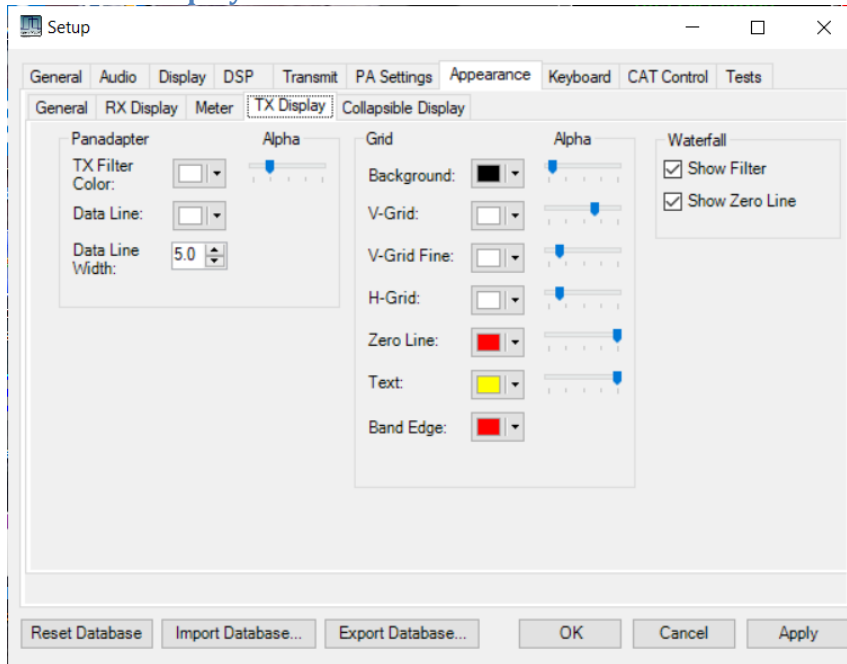 Setup
General Audio Display DSP Transmit PA Settings Appearance Keyboard CAT Control Tests
General RX Display Meter TX Display Collapsible Display
Panadapter Alpha
TX Filter
Color:
Data Line:
Data Line
Width:
5.0
Grid Alpha
Background:
V-Grid:
V-Grid Fine:
H-Grid:
Zero Line:
Text:
Band Edge:
Waterfall
Show Filter
Show Zero Line
Reset Database Import Database... Export Database... OK Cancel Apply